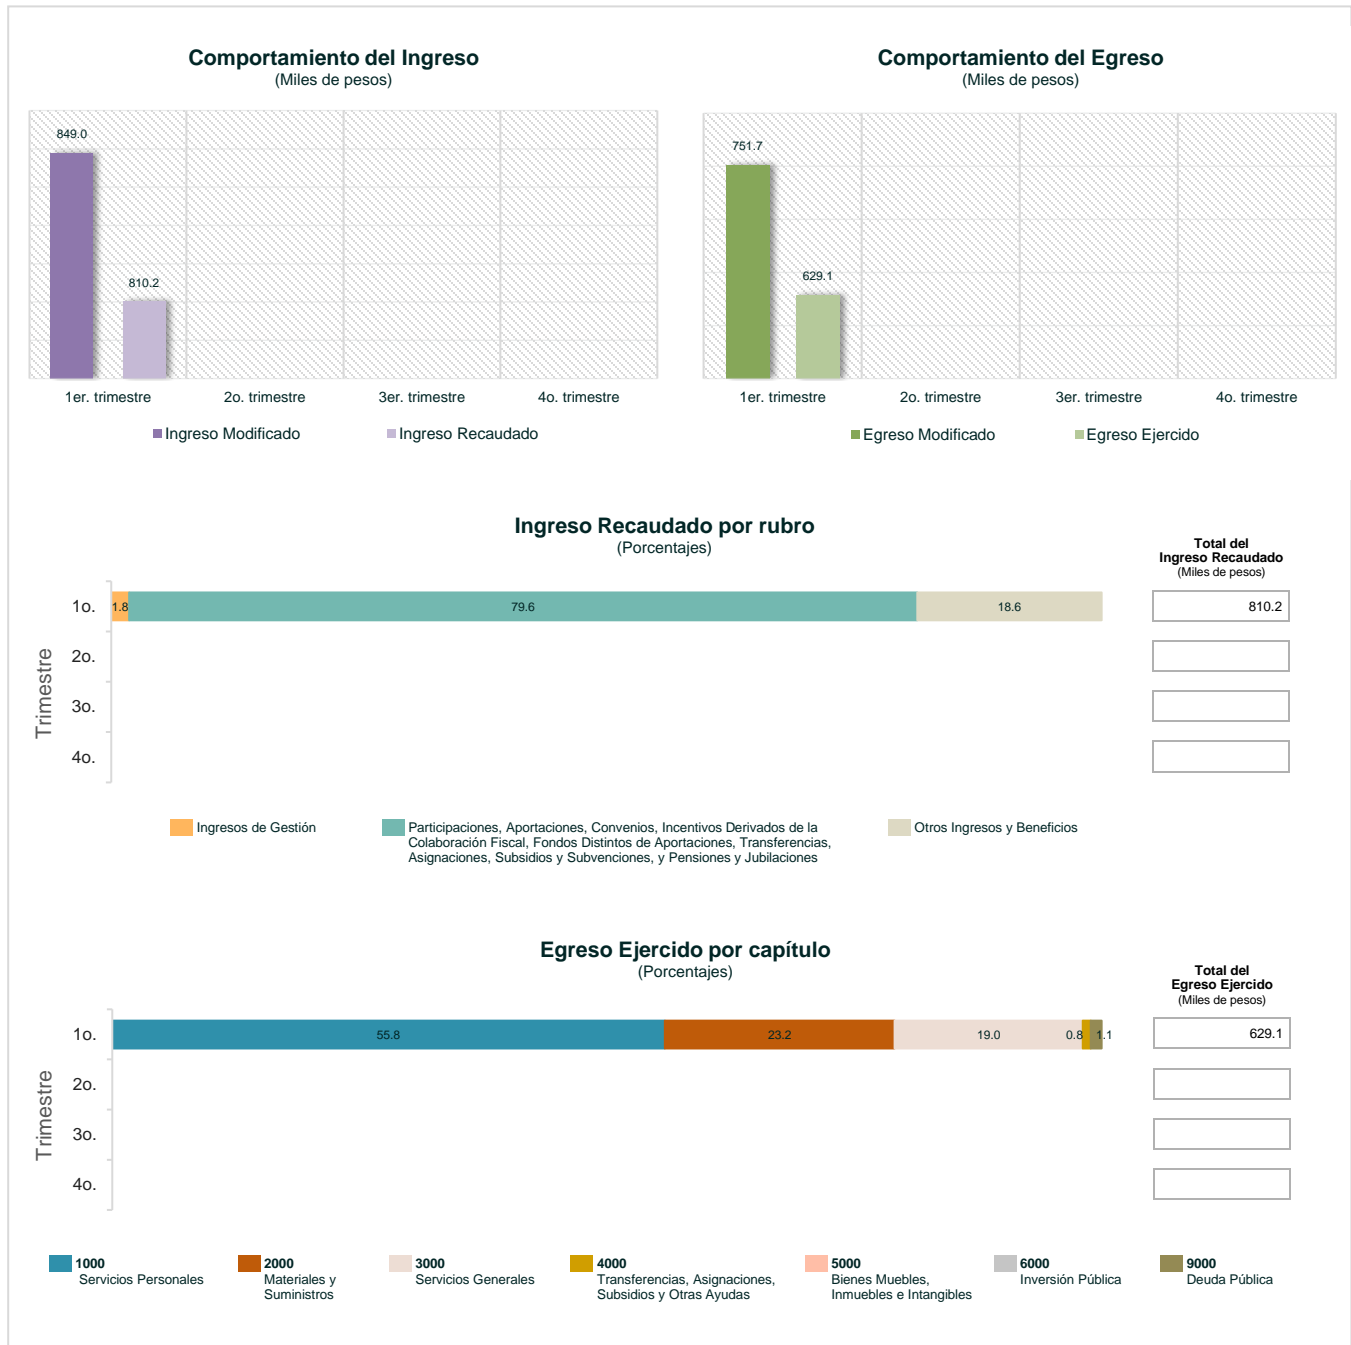 Comportamiento del Ingreso
(Miles de pesos)
849.0
810.2
1er. trimestre
2o. trimestre
3er. trimestre
4o. trimestre
Ingreso Modificado
Ingreso Recaudado
Comportamiento del Egreso
(Miles de pesos)
751.7
629.1
1er. trimestre
2o. trimestre
3er. trimestre
4o. trimestre
Egreso Modificado
Egreso Ejercido
Ingreso Recaudado por rubro
(Porcentajes)
Total del
Ingreso Recaudado
(Miles de pesos)
Trimestre
1o.
1.8
79.6
18.6
810.2
2o.
3o.
4o.
Ingresos de Gestión
Participaciones, Aportaciones, Convenios, Incentivos Derivados de la
Colaboración Fiscal, Fondos Distintos de Aportaciones, Transferencias,
Asignaciones, Subsidios y Subvenciones, y Pensiones y Jubilaciones
Otros Ingresos y Beneficios
Egreso Ejercido por capítulo
(Porcentajes)
Total del
Egreso Ejercido
(Miles de pesos)
Trimestre
1o.
55.8
23.2
19.0
0.8
1.1
629.1
2o.
3o.
4o.
1000
Servicios Personales
2000
Materiales y
Suministros
3000
Servicios Generales
4000
Transferencias, Asignaciones,
Subsidios y Otras Ayudas
5000
Bienes Muebles,
Inmuebles e Intangibles
6000
Inversión Pública
9000
Deuda Pública